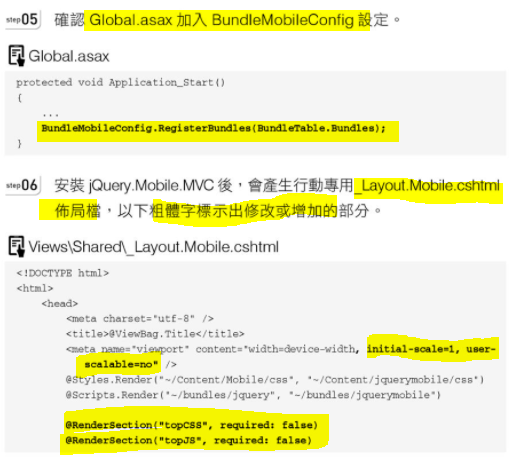 step05 確認 Global.asax 加入 BundleMobileConfig 設定。
Global.asax
protected void Application_Start()
{
...
BundleMobileConfig.RegisterBundles(BundleTable.Bundles);
}
step06 安裝 jQuery.Mobile.MVC 後，會產生行動專用_Layout.Mobile.cshtml
佈局檔，以下粗體字標示出修改或增加的部分。
Views\Shared\_Layout.Mobile.cshtml
<!DOCTYPE html>
<html>
<head>
<meta charset="utf-8" />
<title>@ViewBag.Title</title>
<meta name="viewport" content="width=device-width, initial-scale=1, user-
scalable=no" />
@Styles.Render("~/Content/Mobile/css", "~/Content/jquerymobile/css")
@Scripts.Render("~/bundles/jquery", "~/bundles/jquerymobile")
@RenderSection("topCSS", required: false)
@RenderSection("topJS", required: false)